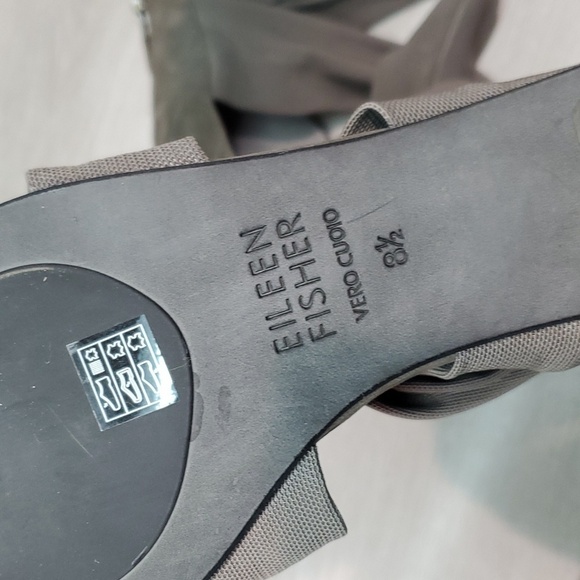 EILEEN
FISHER
VERO CUOIO
8½